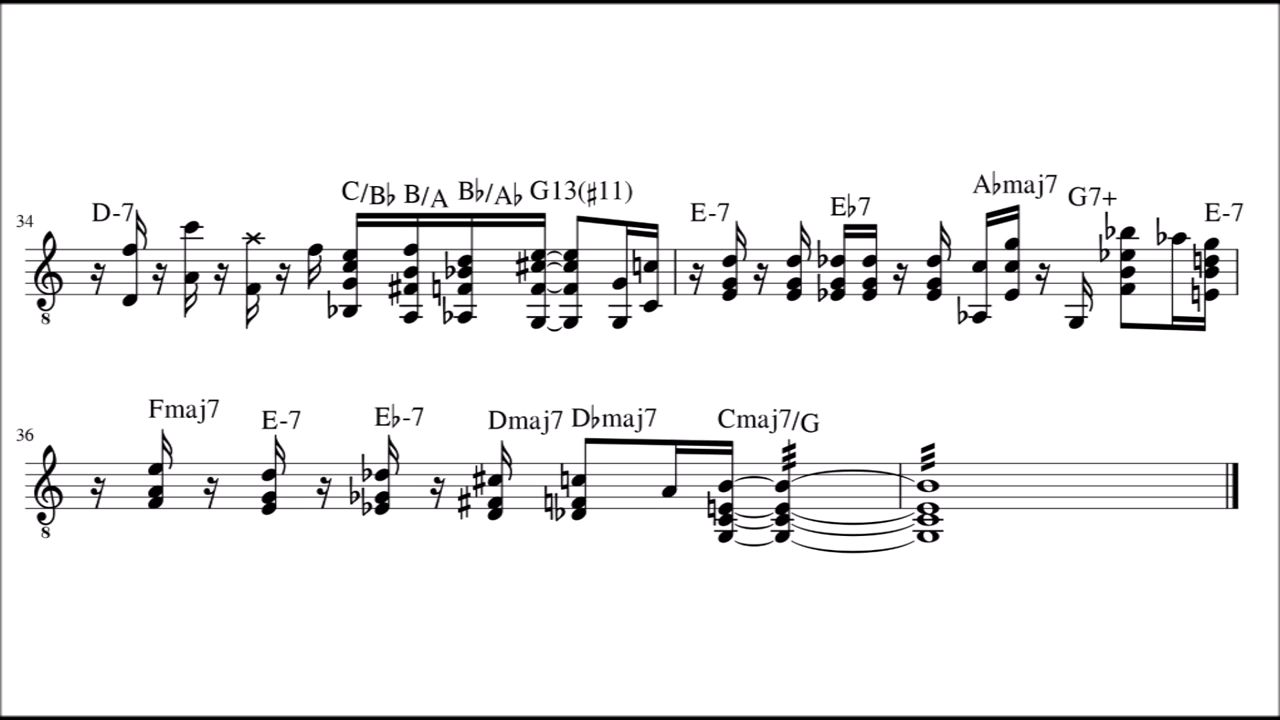 D-7 C/B♭ B/A B♭/A♭ G13(♯11) E-7 E♭7 A♭maj7 G7+ E-7
34
8
Fmaj7 E-7 E♭-7 Dmaj7 D♭maj7 Cmaj7/G
36
8